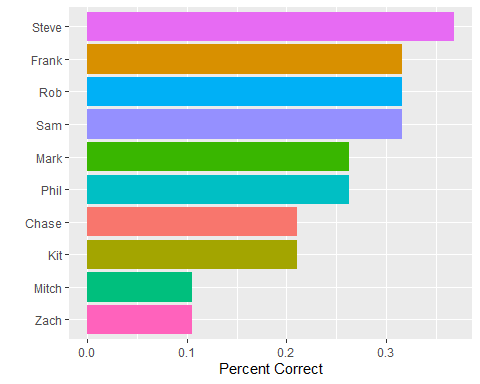 Steve
Frank
Rob
Sam
Mark
Phil
Chase
Kit
Mitch
Zach
0.0 0.1 0.2 0.3
Percent Correct